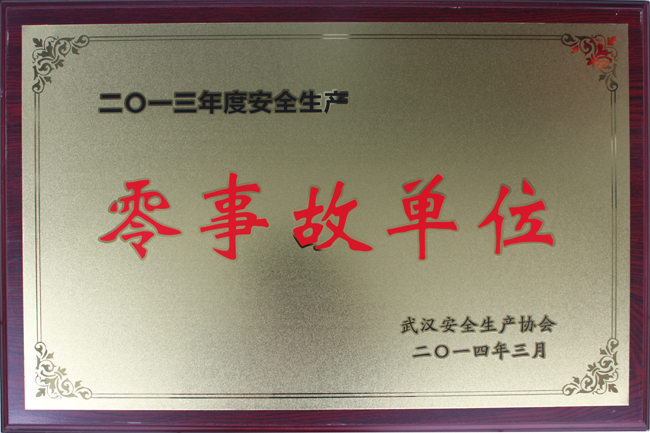 二〇一三年度安全生产
零事故单位
武汉安全生产协会
二〇一四年三月